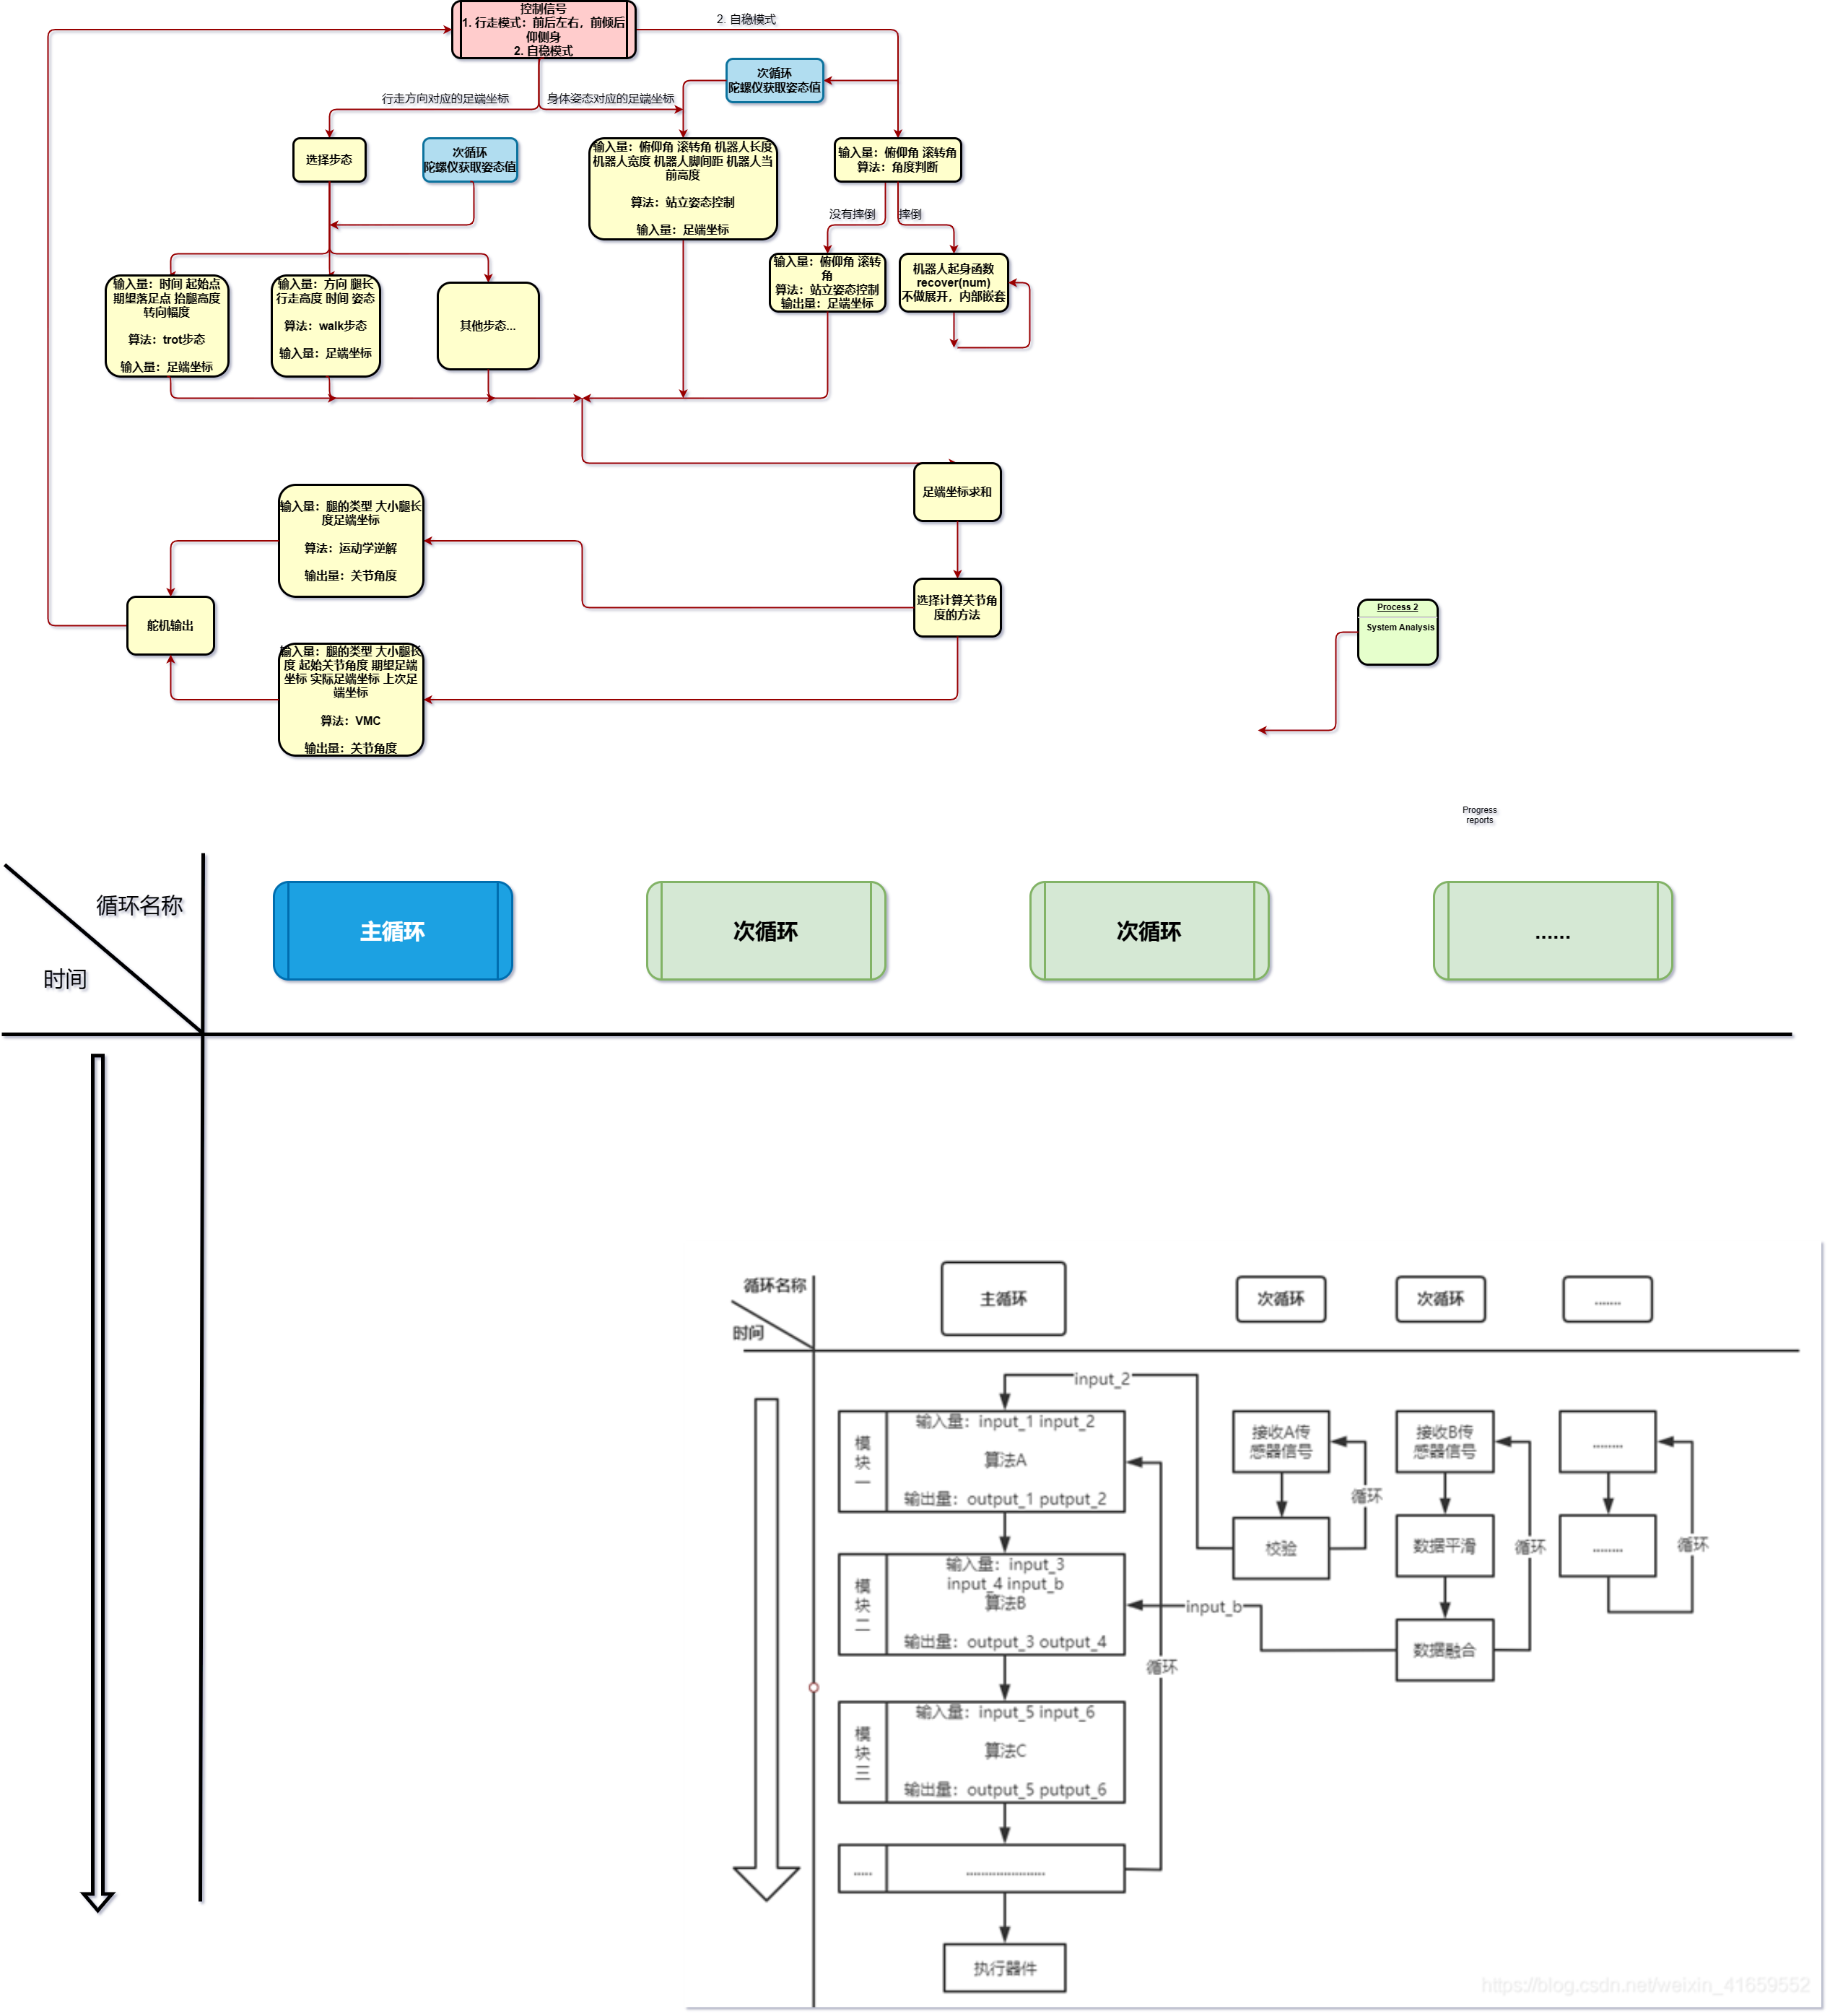 控制信号
1. 行走模式：前后左右，前倾后
仰侧身
2. 自稳模式
2. 自稳模式
次循环
陀螺仪获取姿态值
行走方向对应的足端坐标
身体姿态对应的足端坐标
选择步态
次循环
陀螺仪获取姿态值
输入量：俯仰角 滚转角 机器人长度
机器人宽度 机器人脚间距 机器人当
前高度
算法：站立姿态控制
输入量：足端坐标
输入量：俯仰角 滚转角
算法：角度判断
没有摔倒
摔倒
输入量：俯仰角 滚转
角
算法：站立姿态控制
输出量：足端坐标
机器人起身函数
recover(num)
不做展开，内部嵌套
输入量：时间 起始点
期望落足点 抬腿高度
转向幅度
算法：trot步态
输入量：足端坐标
输入量：方向 腿长
行走高度 时间 姿态
算法：walk步态
输入量：足端坐标
其他步态...
足端坐标求和
输入量：腿的类型 大小腿长
度足端坐标
算法：运动学逆解
输出量：关节角度
选择计算关节角
度的方法
舵机输出
输入量：腿的类型 大小腿长
度 起始关节角度 期望足端
坐标 实际足端坐标 上次足
端坐标
算法：VMC
输出量：关节角度
Process 2
System Analysis
Progress
reports
循环名称
时间
主循环
次循环
次循环
......
循环名称
时间
主循环
次循环
次循环
.......
input_2
模
块
一
输入量：input_1 input_2
算法A
输出量：output_1 putput_2
接收A传
感器信号
循环
校验
接收B传
感器信号
数据平滑
循环
数据融合
........
........
循环
模
块
二
输入量：input_3
input_4 input_b
算法B
输出量：output_3 output_4
input_b
循环
模
块
三
输入量：input_5 input_6
算法C
输出量：output_5 putput_6
.....
.....................
执行器件
https://blog.csdn.net/weixin_41659552